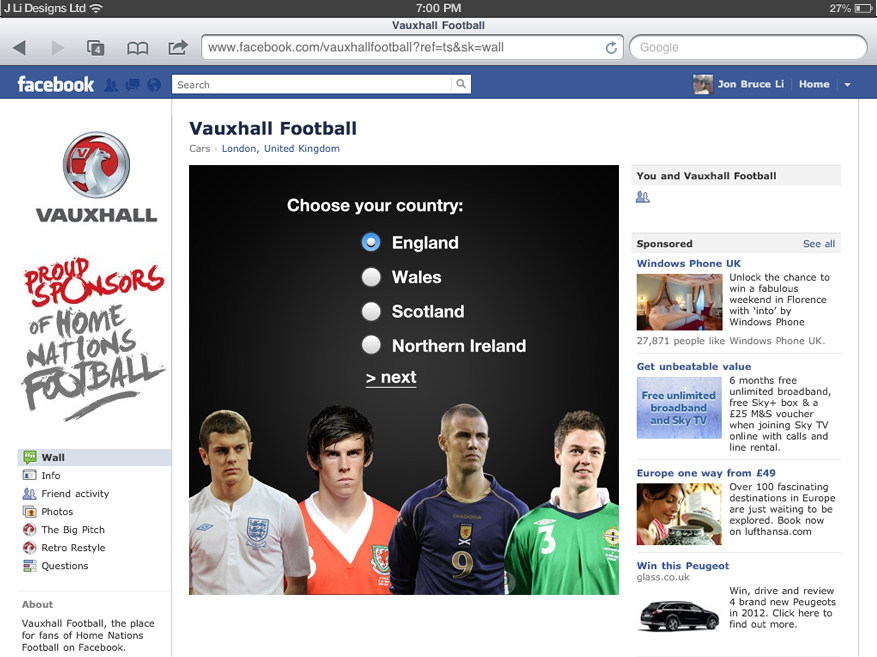 J Li Designs Ltd
7:00 PM
27%
Vauxhall Football
4
www.facebook.com/vauxhallfootball?ref=ts&sk=wall
Google
facebook
Search
Jon Bruce Li
Home
VAUXHALL
PROUD
SPONSORS
OF HOME
NATIONS
FOOTBALL
Wall
Info
Friend activity
Photos
The Big Pitch
Retro Restyle
Questions
About
Vauxhall Football, the place
for fans of Home Nations
Football on Facebook.
Vauxhall Football
Cars · London, United Kingdom
Choose your country:
England
Wales
Scotland
Northern Ireland
> next
DIADORA
9
3
You and Vauxhall Football
Sponsored
See all
Windows Phone UK
Unlock the chance to
win a fabulous
weekend in Florence
with 'into' by
Windows Phone
27,871 people like Windows Phone UK.
Get unbeatable value
Free unlimited
broadband
and Sky TV
6 months free
unlimited broadband,
free Sky+ box & a
£25 M&S voucher
when joining Sky TV
online with calls and
line rental.
Europe one way from £49
Over 100 fascinating
destinations in Europe
are just waiting to be
explored. Book now
on lufthansa.com
Win this Peugeot
glass.co.uk
Win, drive and review
4 brand new Peugeots
in 2012. Click here to
find out more.